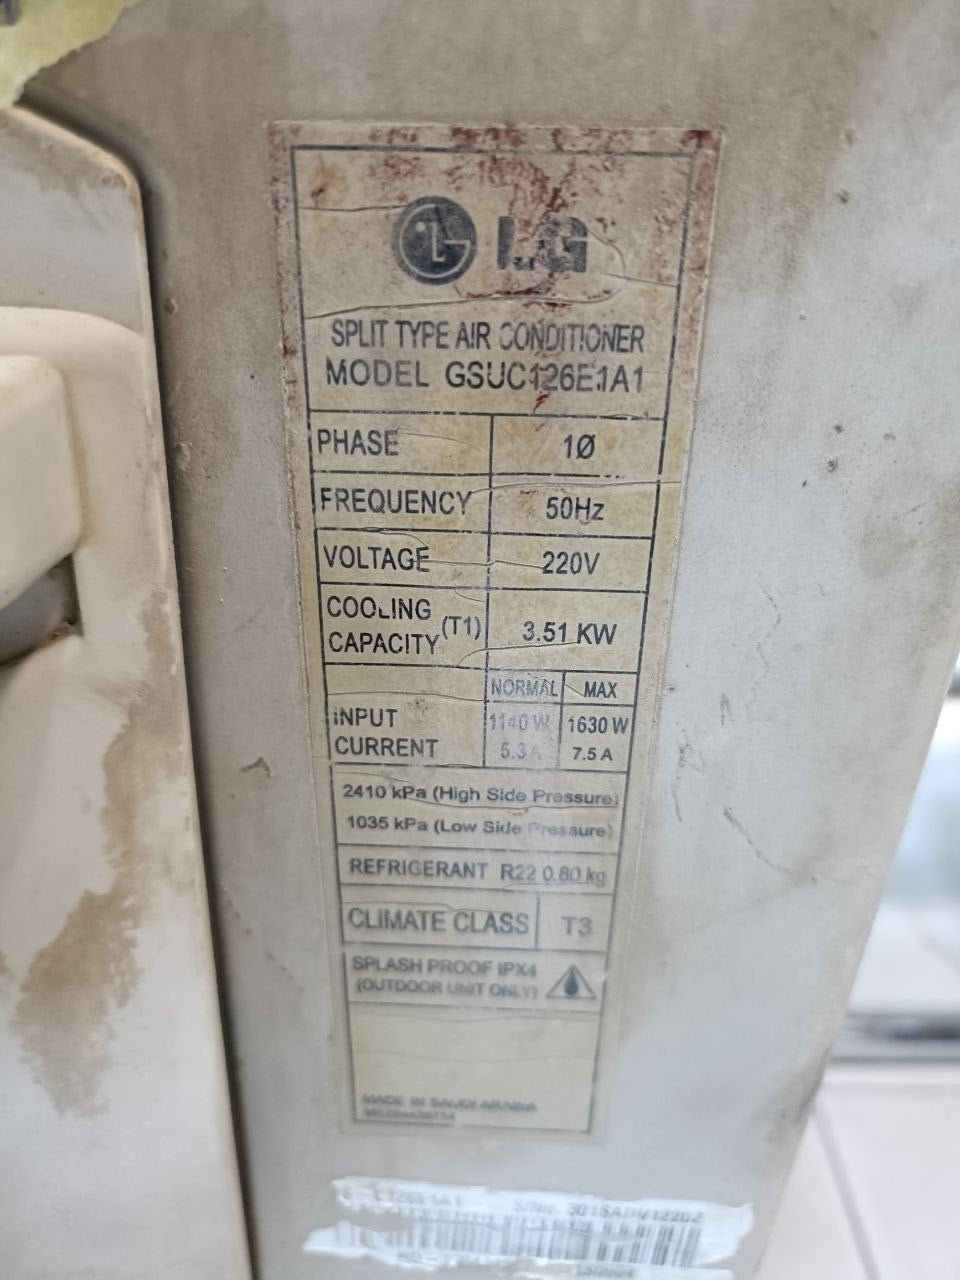 LG
SPLIT TYPE AIR CONDITIONER
MODEL GSUC126E1A1
PHASE 1Ø
FREQUENCY 50Hz
VOLTAGE 220V
COOLING CAPACITY (T1) 3.51 KW
NORMAL MAX
INPUT 1140 W 1630 W
CURRENT 5.3 A 7.5 A
2410 kPa (High Side Pressure)
1035 kPa (Low Side Pressure)
REFRIGERANT R22 0.80 kg
CLIMATE CLASS T3
SPLASH PROOF IPX4
(OUTDOOR UNIT ONLY)
MADE IN SAUDI ARABIA
S/No.